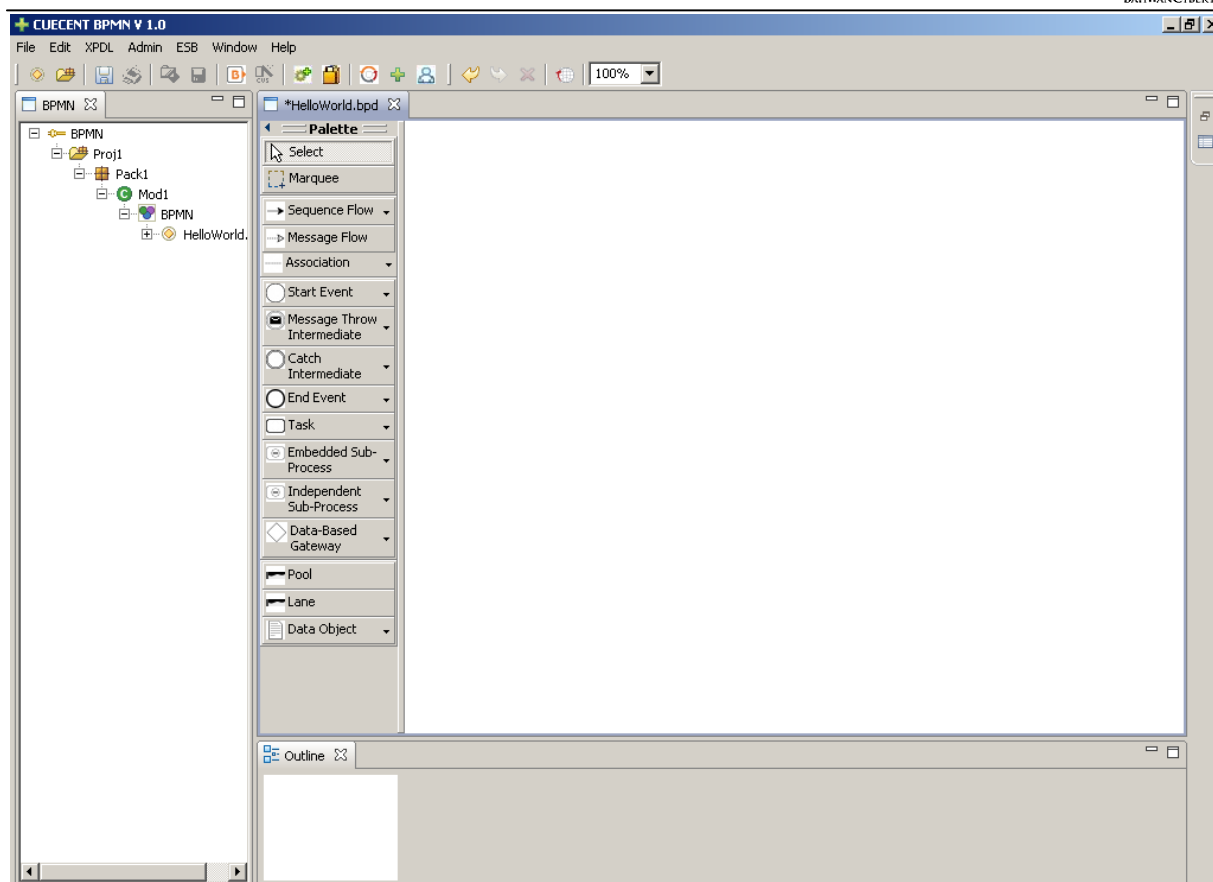 CUECENT BPMN V 1.0
File Edit XPDL Admin ESB Window Help
100%
BPMN
*HelloWorld.bpd
BPMN
Proj1
Pack1
Mod1
BPMN
HelloWorld.
Palette
Select
Marquee
Sequence Flow
Message Flow
Association
Start Event
Message Throw
Intermediate
Catch
Intermediate
End Event
Task
Embedded Sub-
Process
Independent
Sub-Process
Data-Based
Gateway
Pool
Lane
Data Object
Outline